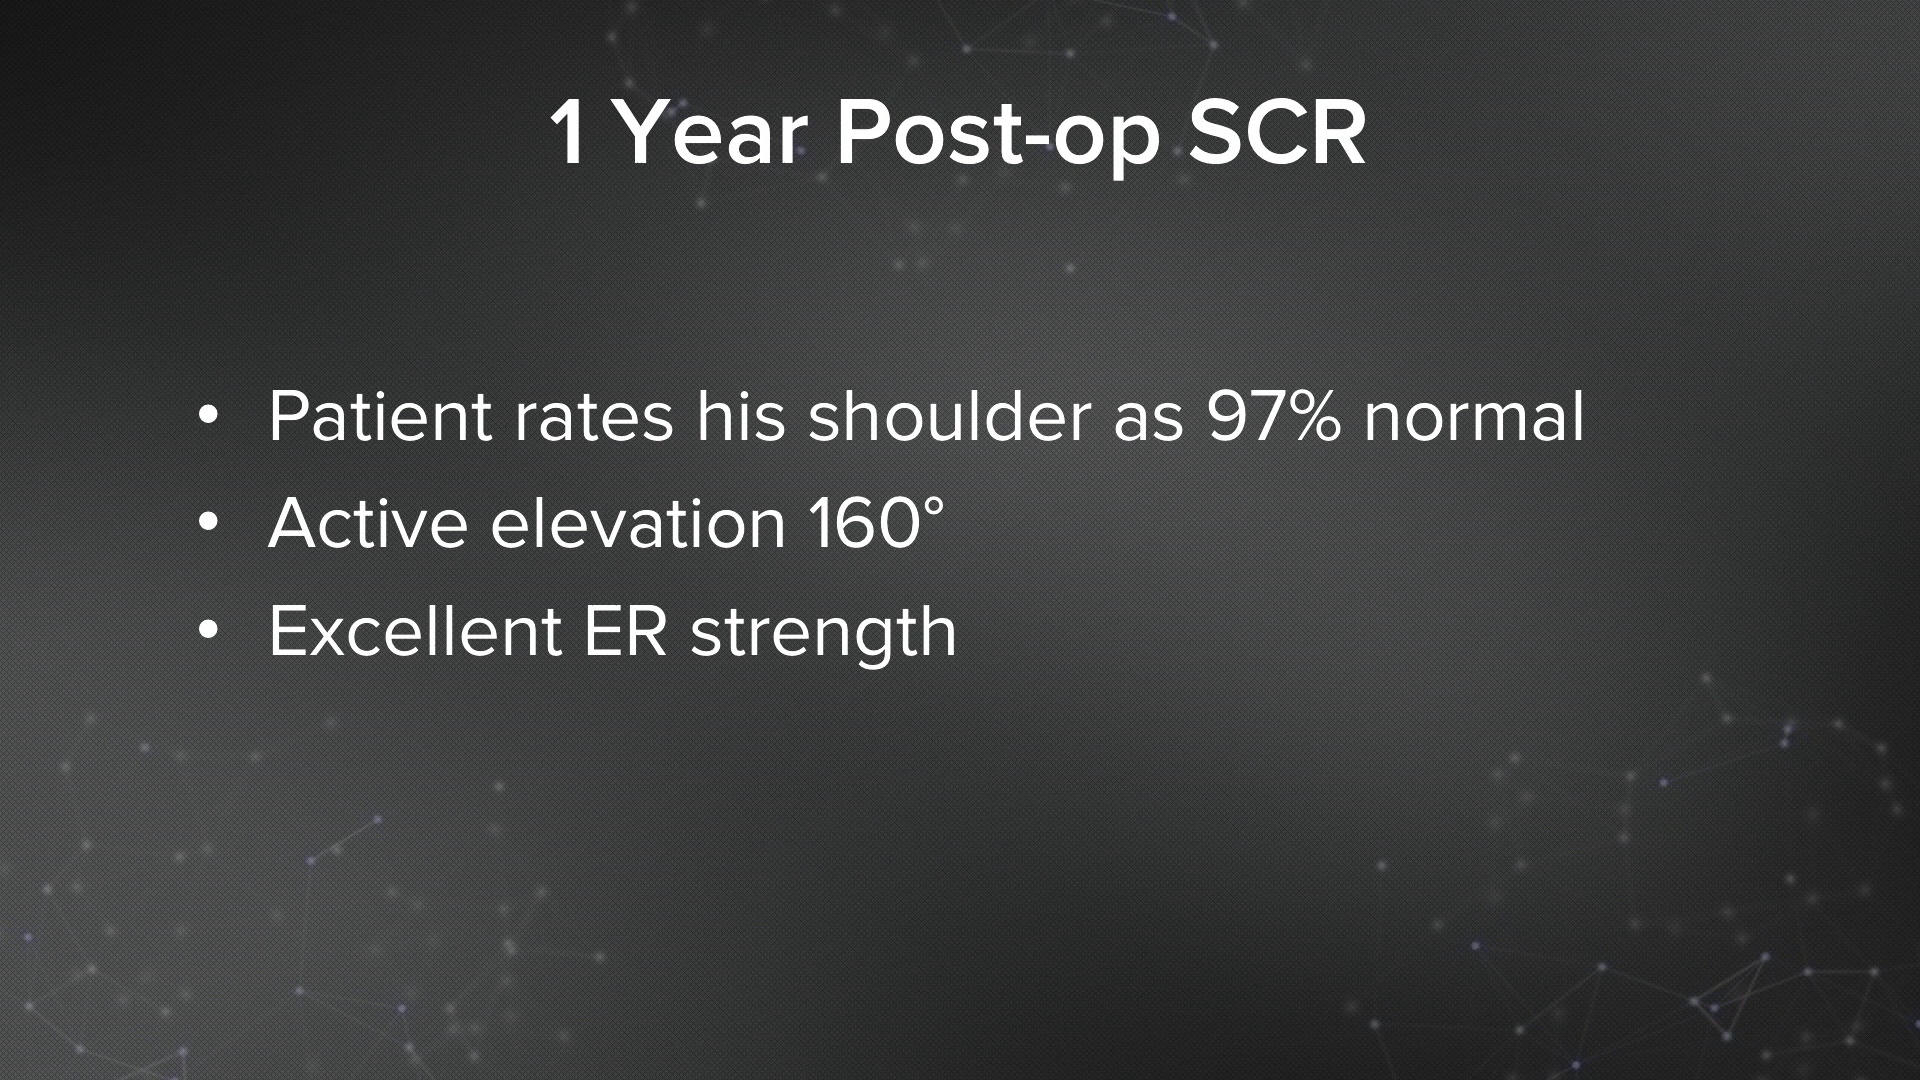 1 Year Post-op SCR
• Patient rates his shoulder as 97% normal
• Active elevation 160°
• Excellent ER strength